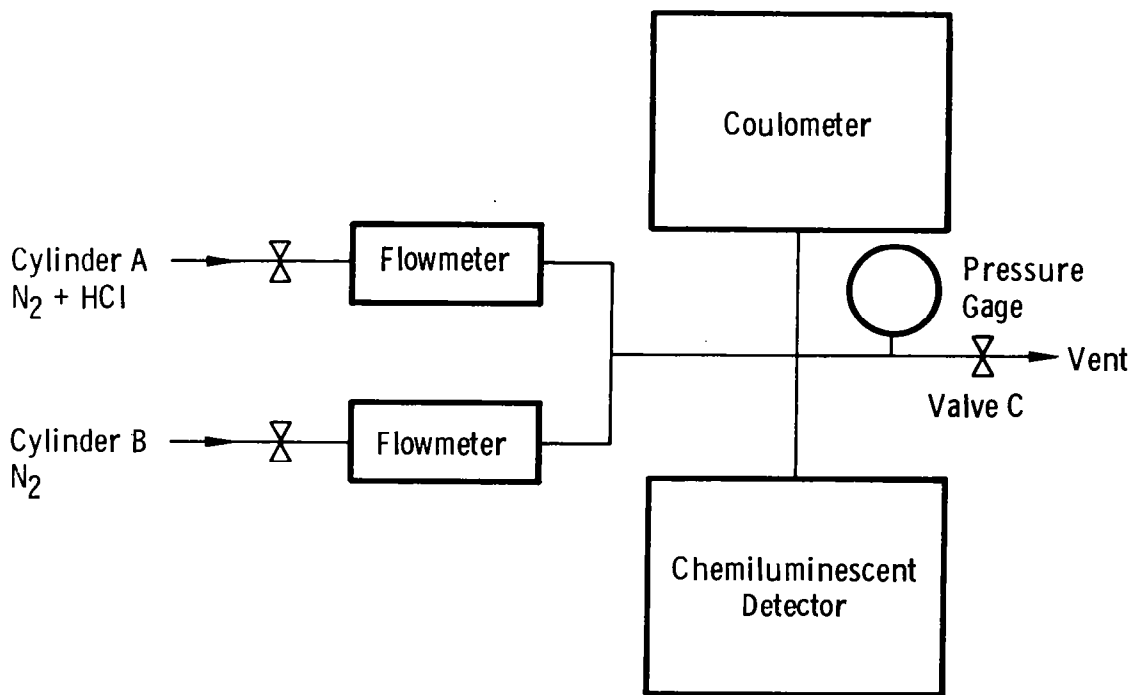 Coulometer
Cylinder A
N2 + HCl
Flowmeter
Pressure
Gage
Vent
Valve C
Cylinder B
N2
Flowmeter
Chemiluminescent
Detector